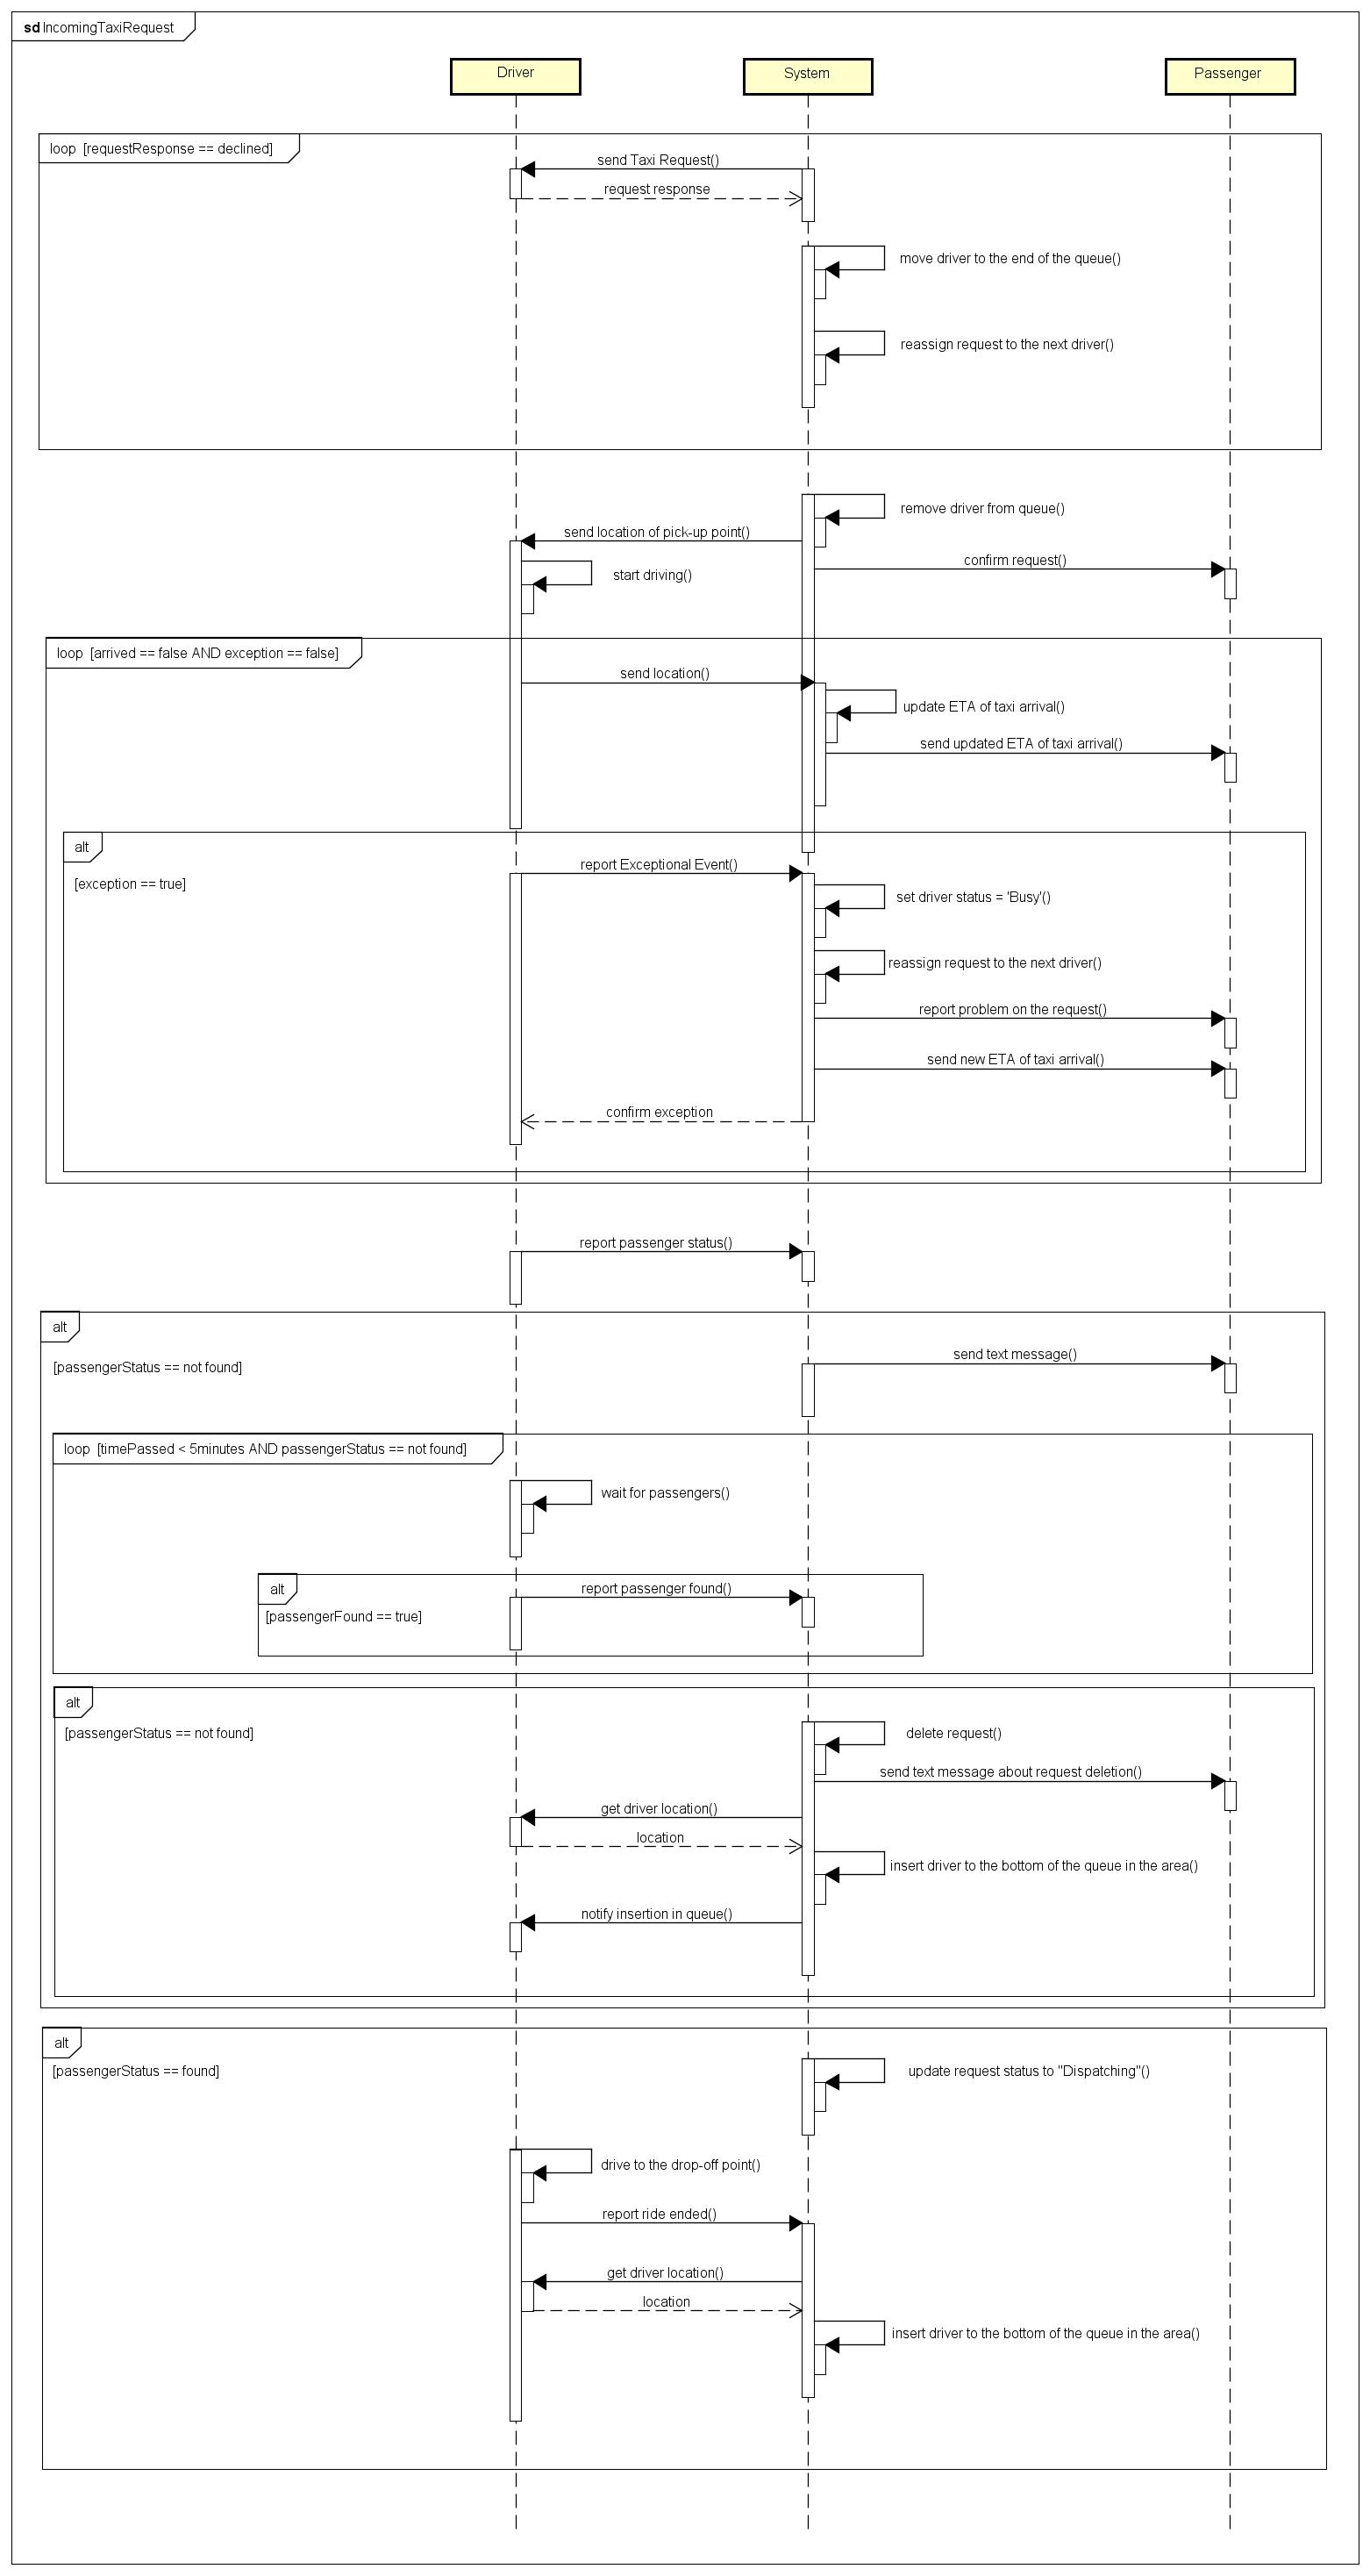 sd IncomingTaxiRequest
Driver
System
Passenger
loop [requestResponse == declined]
send Taxi Request()
request response
move driver to the end of the queue()
reassign request to the next driver()
remove driver from queue()
send location of pick-up point()
confirm request()
start driving()
loop [arrived == false AND exception == false]
send location()
update ETA of taxi arrival()
send updated ETA of taxi arrival()
alt
report Exceptional Event()
[exception == true]
set driver status = 'Busy'()
reassign request to the next driver()
report problem on the request()
send new ETA of taxi arrival()
confirm exception
report passenger status()
alt
send text message()
[passengerStatus == not found]
loop [timePassed < 5minutes AND passengerStatus == not found]
wait for passengers()
alt
report passenger found()
[passengerFound == true]
alt
[passengerStatus == not found]
delete request()
send text message about request deletion()
get driver location()
location
insert driver to the bottom of the queue in the area()
notify insertion in queue()
alt
[passengerStatus == found]
update request status to "Dispatching"()
drive to the drop-off point()
report ride ended()
get driver location()
location
insert driver to the bottom of the queue in the area()